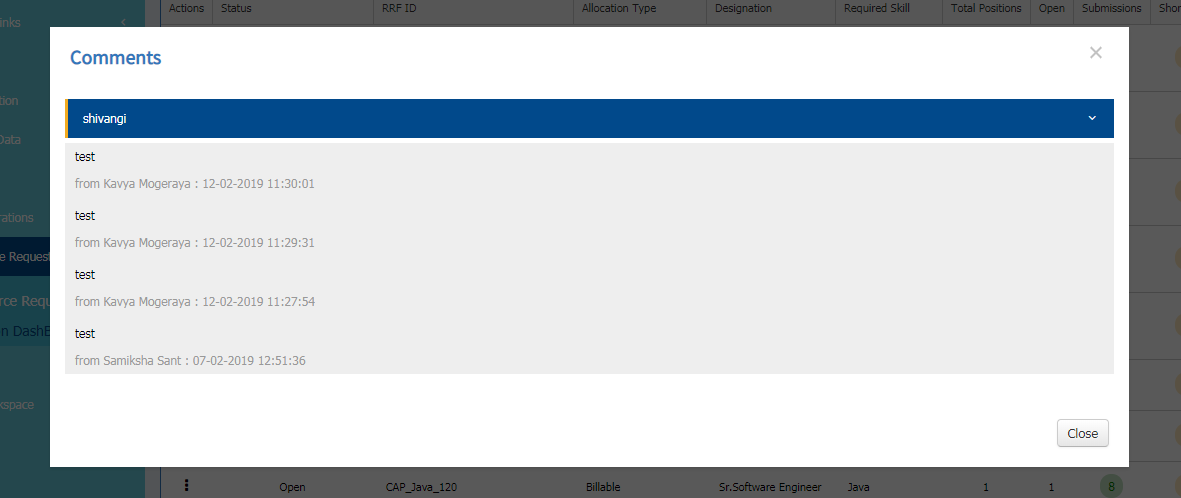 Actions Status RRF ID Allocation Type Designation Required Skill Total Positions Open Submissions
Comments
×
shivangi
test
from Kavya Mogeraya : 12-02-2019 11:30:01
test
from Kavya Mogeraya : 12-02-2019 11:29:31
test
from Kavya Mogeraya : 12-02-2019 11:27:54
test
from Samiksha Sant : 07-02-2019 12:51:36
Close
inks
tion
Data
rations
e Request
rce Requ
n DashB
kspace
Open CAP_Java_120 Billable Sr.Software Engineer Java 1 1 8